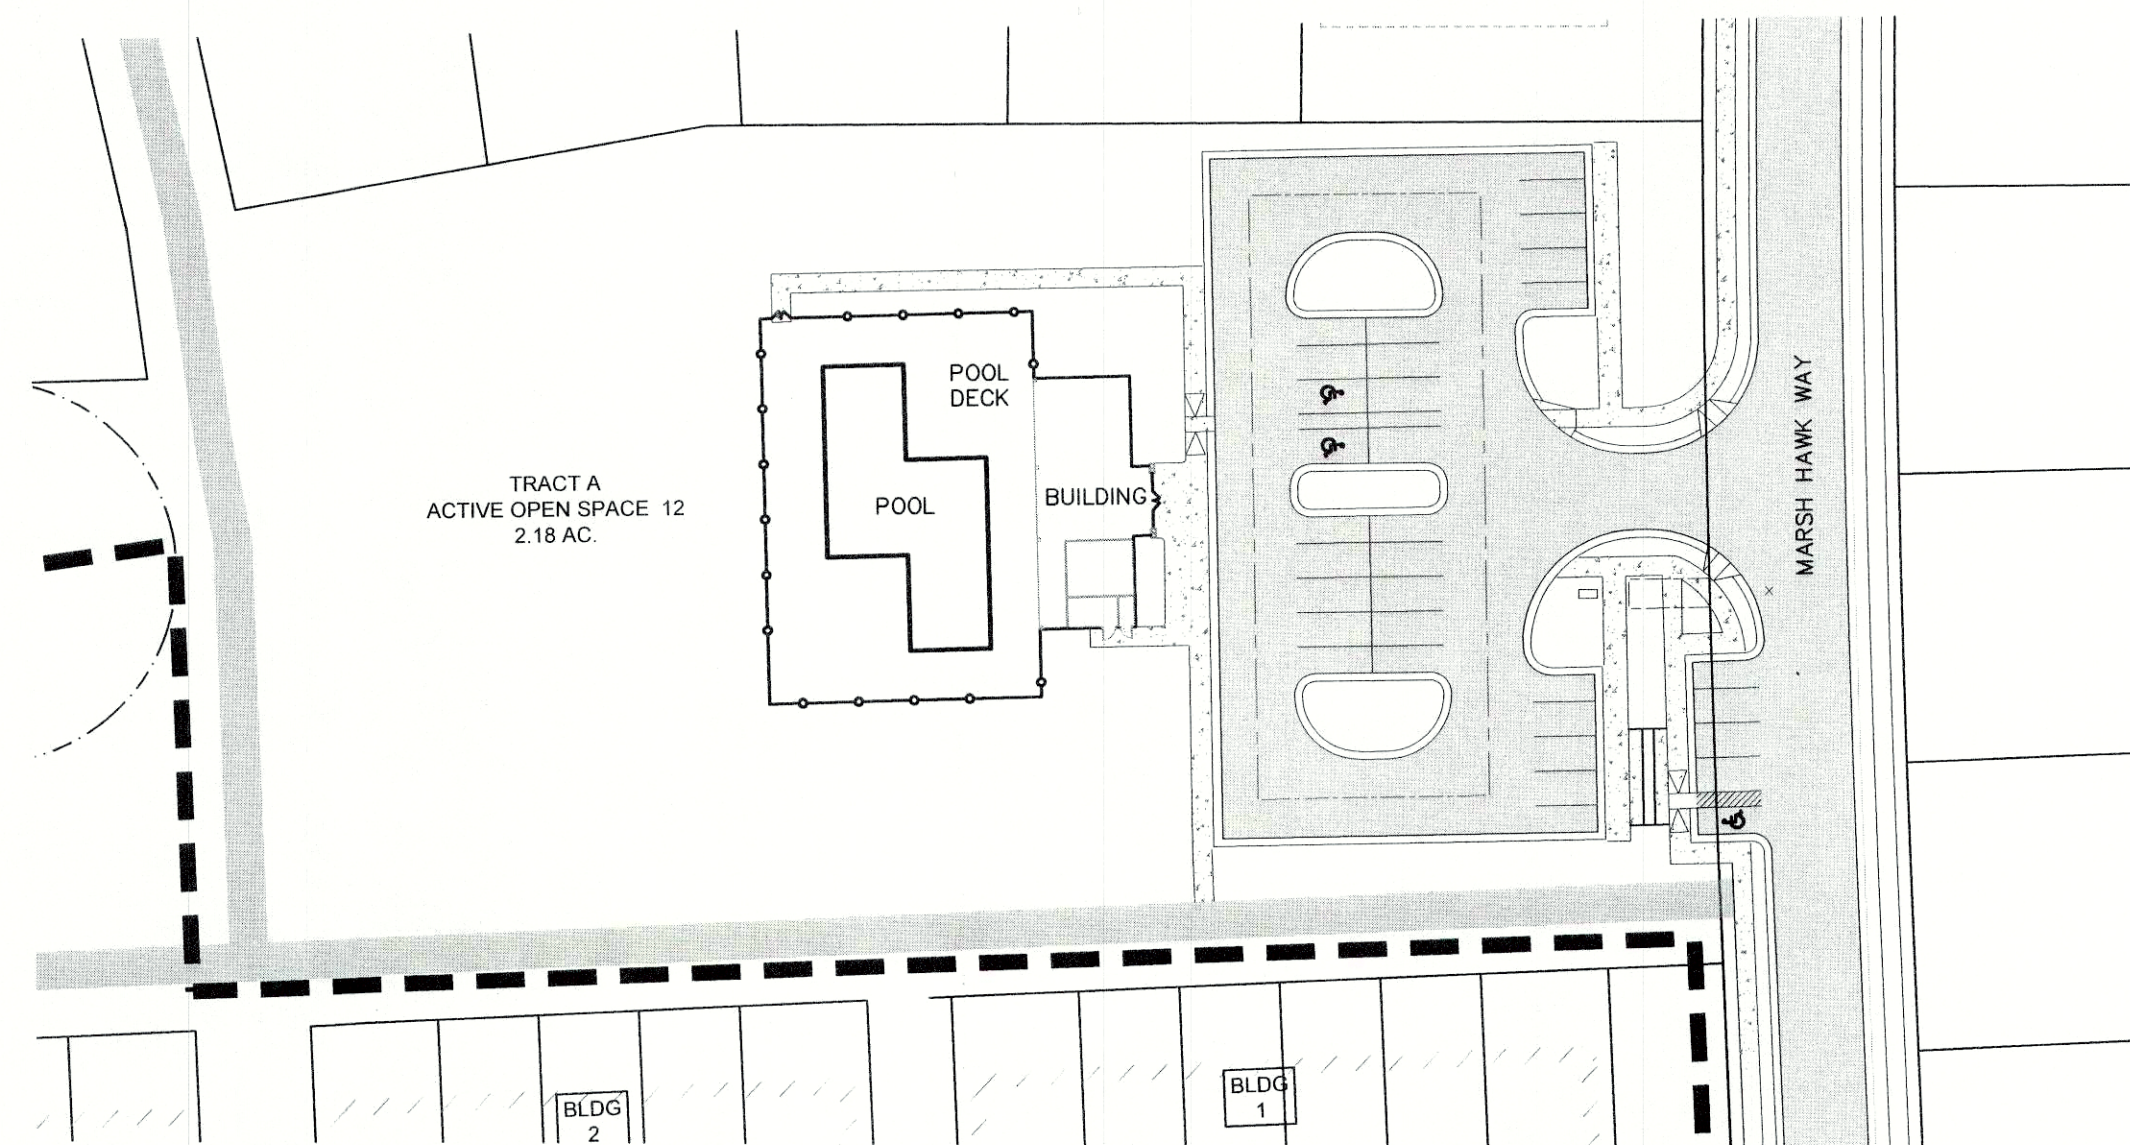 POOL
DECK
MARSH HAWK WAY
TRACT A
ACTIVE OPEN SPACE 12
2.18 AC.
POOL
BUILDING
BLDG
1
BLDG
2